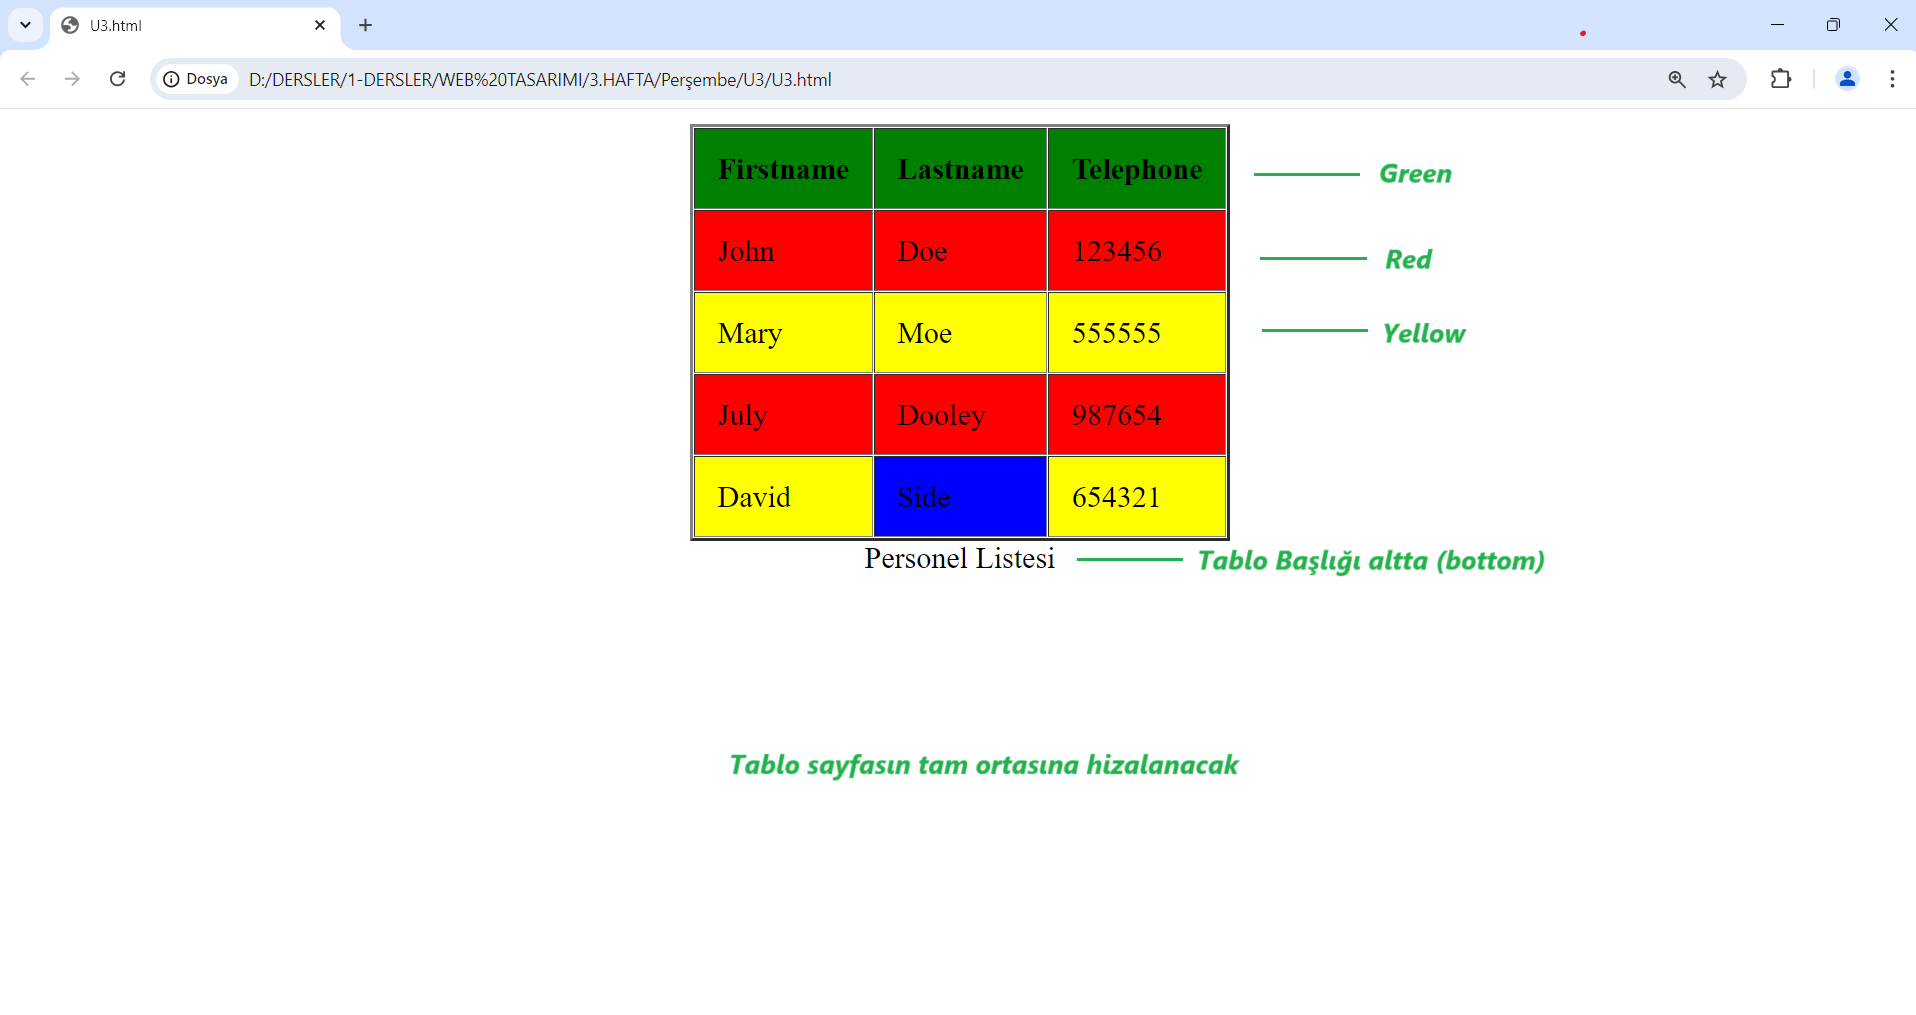 U3.html
Dosya D:/DERSLER/1-DERSLER/WEB%20TASARIMI/3.HAFTA/Perşembe/U3/U3.html
Firstname Lastname Telephone Green
John Doe 123456 Red
Mary Moe 555555 Yellow
July Dooley 987654
David Side 654321
Personel Listesi Tablo Başlığı altta (bottom)
Tablo sayfasın tam ortasına hizalanacak